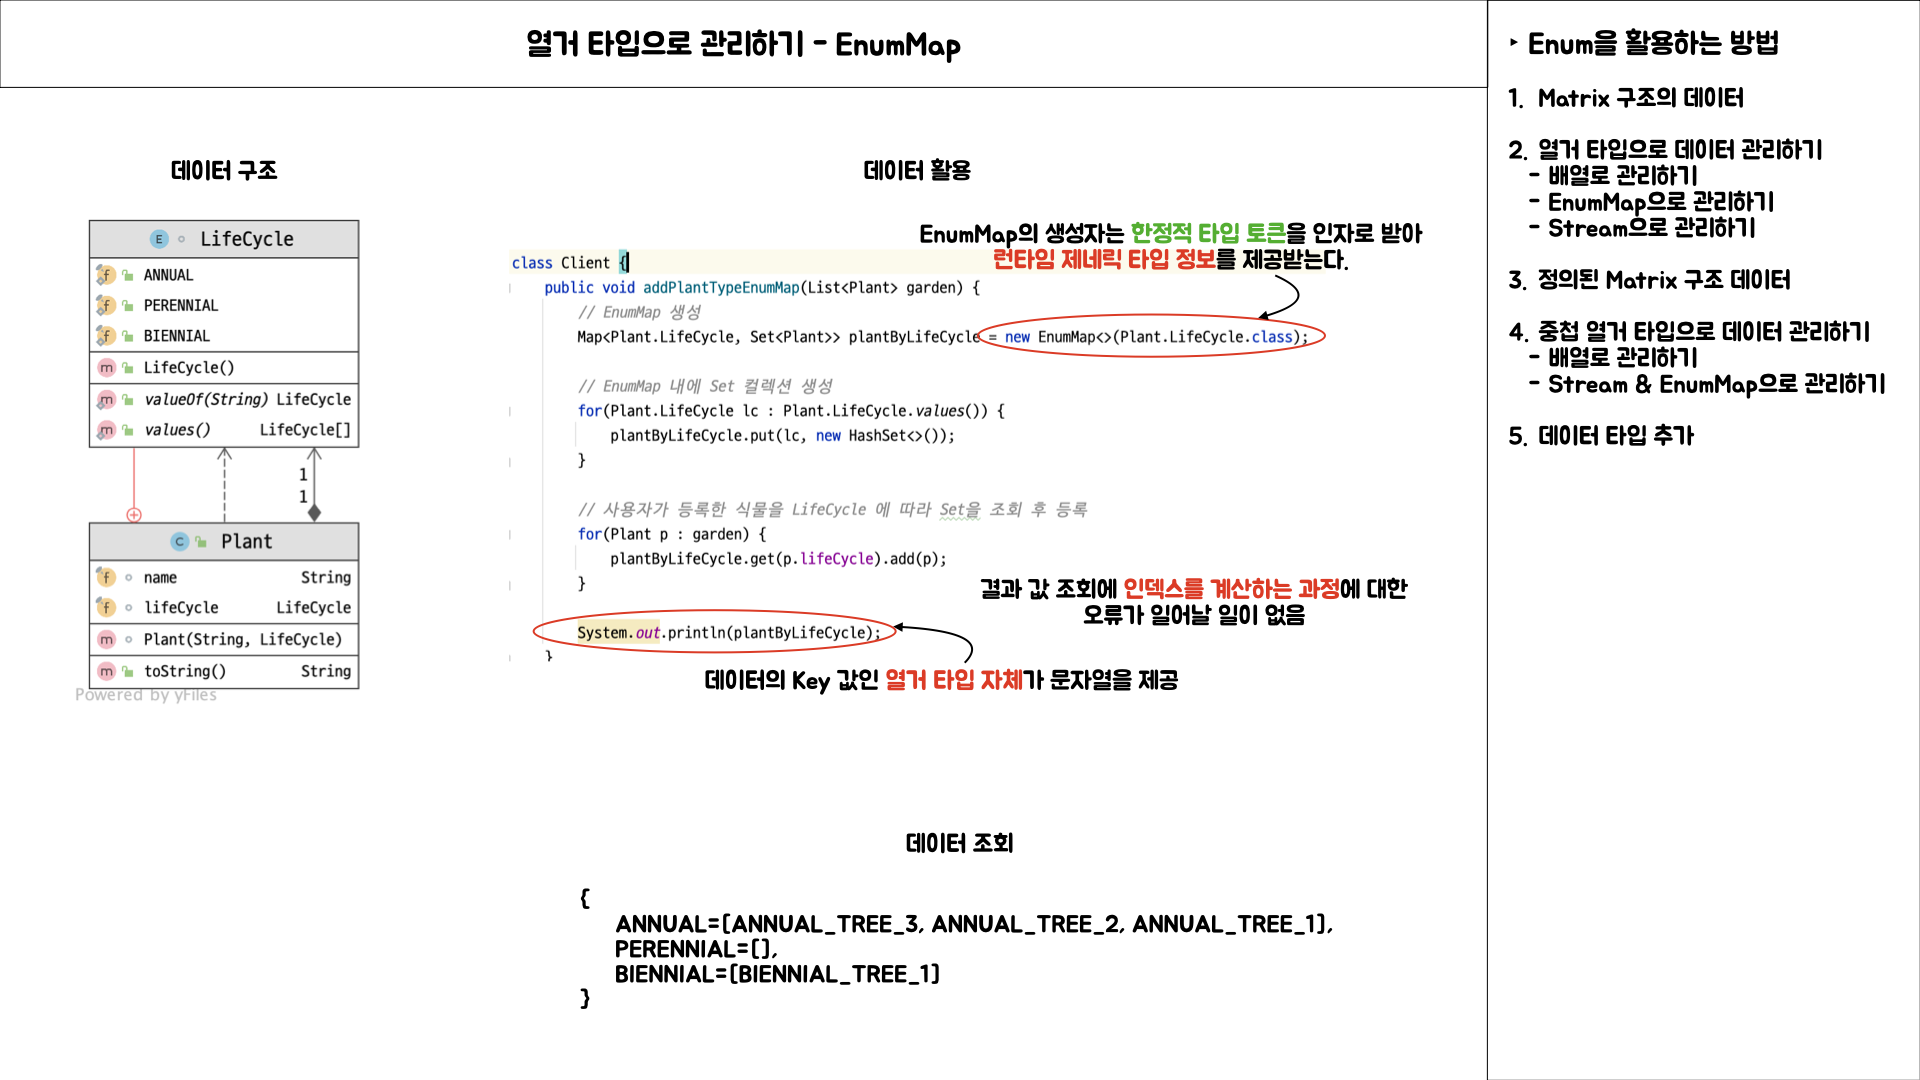 열거 타입으로 관리하기 - EnumMap
데이터 구조
E LifeCycle
f ANNUAL
f PERENNIAL
f BIENNIAL
m LifeCycle()
m valueOf(String) LifeCycle
m values() LifeCycle[]
1
1
C Plant
f name String
f lifeCycle LifeCycle
m Plant(String, LifeCycle)
m toString() String
Powered by yFiles
데이터 활용
EnumMap의 생성자는 한정적 타입 토큰을 인자로 받아
런타임 제네릭 타입 정보를 제공받는다.
class Client {
public void addPlantTypeEnumMap(List<Plant> garden) {
// EnumMap 생성
Map<Plant.LifeCycle, Set<Plant>> plantByLifeCycle = new EnumMap<>(Plant.LifeCycle.class);
// EnumMap 내에 Set 컬렉션 생성
for(Plant.LifeCycle lc : Plant.LifeCycle.values()) {
plantByLifeCycle.put(lc, new HashSet<>());
}
// 사용자가 등록한 식물을 LifeCycle 에 따라 Set을 조회 후 등록
for(Plant p : garden) {
plantByLifeCycle.get(p.lifeCycle).add(p);
}
결과 값 조회에 인덱스를 계산하는 과정에 대한
오류가 일어날 일이 없음
System.out.println(plantByLifeCycle);
}
데이터의 Key 값인 열거 타입 자체가 문자열을 제공
데이터 조회
{
ANNUAL=[ANNUAL_TREE_3, ANNUAL_TREE_2, ANNUAL_TREE_1],
PERENNIAL=[],
BIENNIAL=[BIENNIAL_TREE_1]
}
‣ Enum을 활용하는 방법
1. Matrix 구조의 데이터
2. 열거 타입으로 데이터 관리하기
- 배열로 관리하기
- EnumMap으로 관리하기
- Stream으로 관리하기
3. 정의된 Matrix 구조 데이터
4. 중첩 열거 타입으로 데이터 관리하기
- 배열로 관리하기
- Stream & EnumMap으로 관리하기
5. 데이터 타입 추가